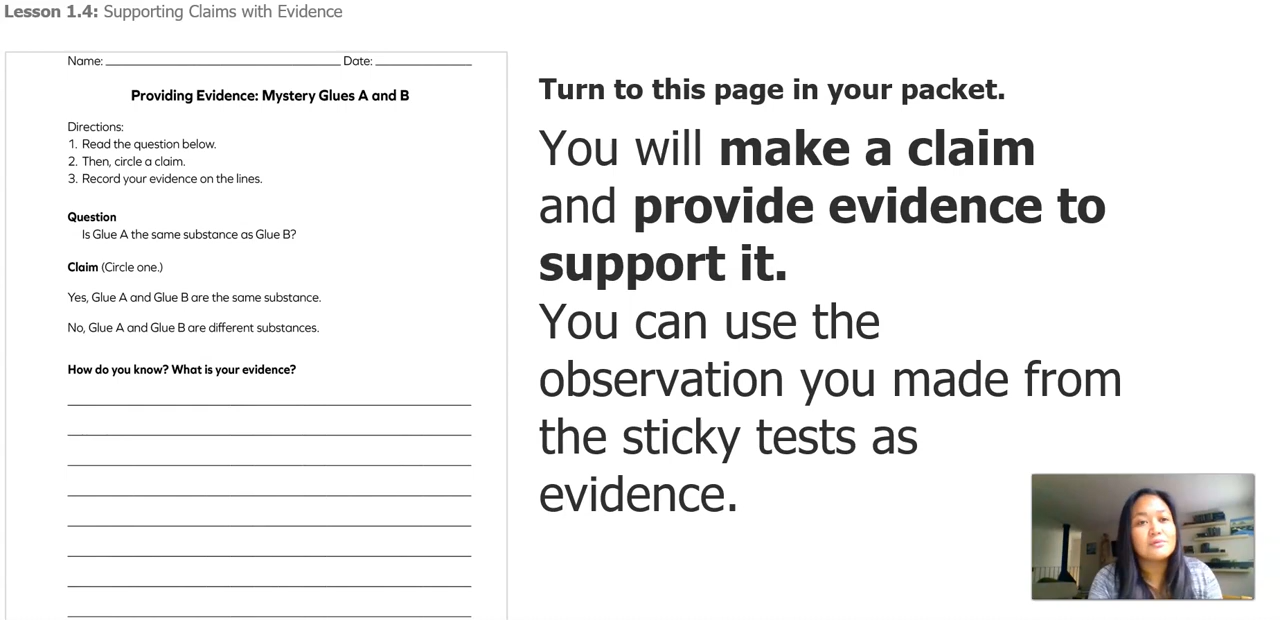 Lesson 1.4: Supporting Claims with Evidence
Name: Date:
Providing Evidence: Mystery Glues A and B
Directions:
1. Read the question below.
2. Then, circle a claim.
3. Record your evidence on the lines.
Question
Is Glue A the same substance as Glue B?
Claim (Circle one.)
Yes, Glue A and Glue B are the same substance.
No, Glue A and Glue B are different substances.
How do you know? What is your evidence?
Turn to this page in your packet.
You will make a claim
and provide evidence to
support it.
You can use the
observation you made from
the sticky tests as
evidence.